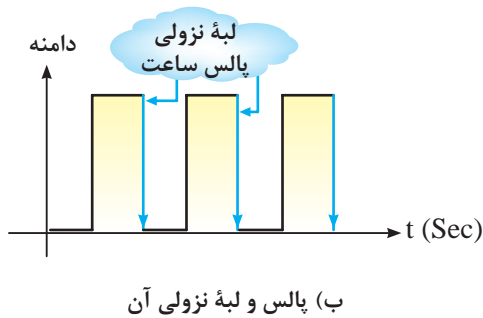 لبهٔ نزولی
پالس ساعت
دامنه
t (Sec)
ب) پالس و لبهٔ نزولی آن